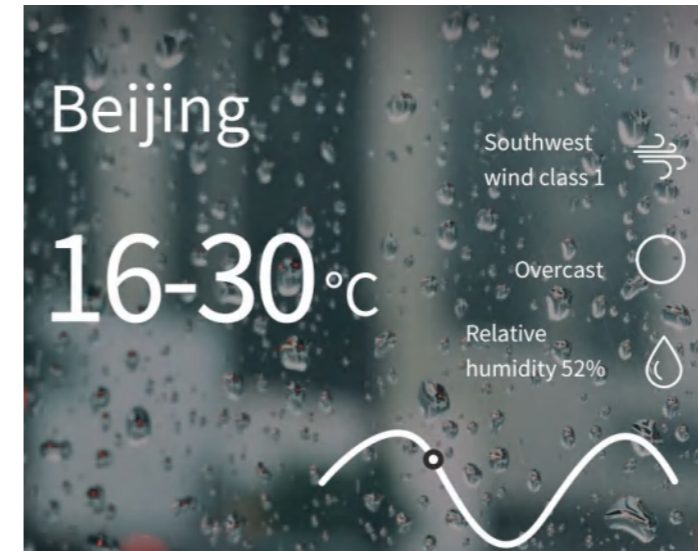 Beijing
16-30°C
Southwest
wind class 1
Overcast
Relative
humidity 52%